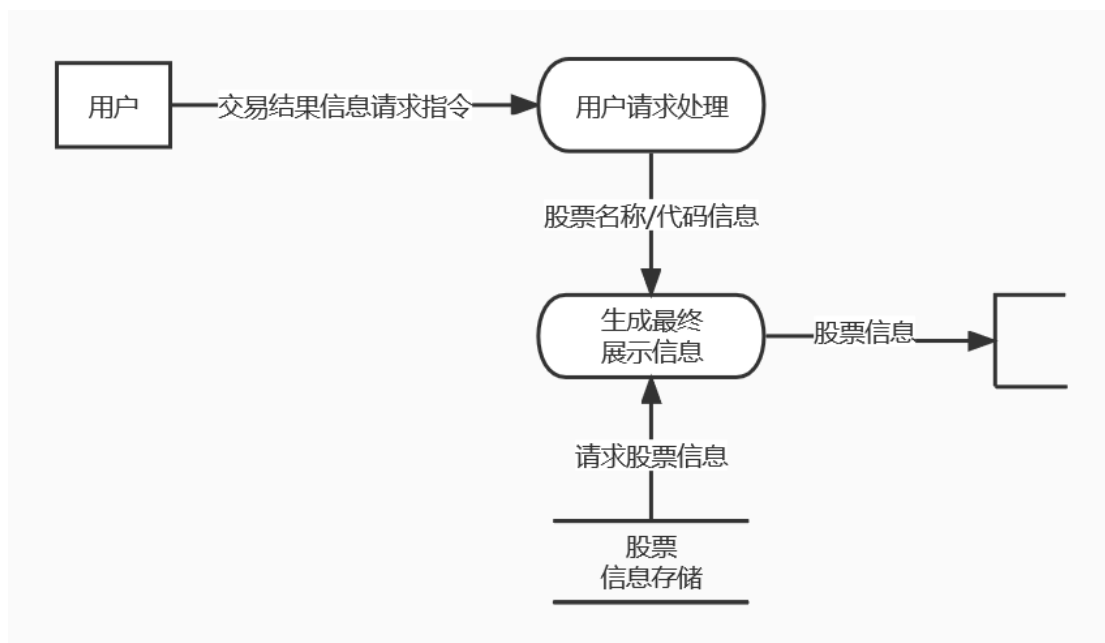 用户
交易结果信息请求指令
用户请求处理
股票名称/代码信息
生成最终
展示信息
股票信息
请求股票信息
股票
信息存储